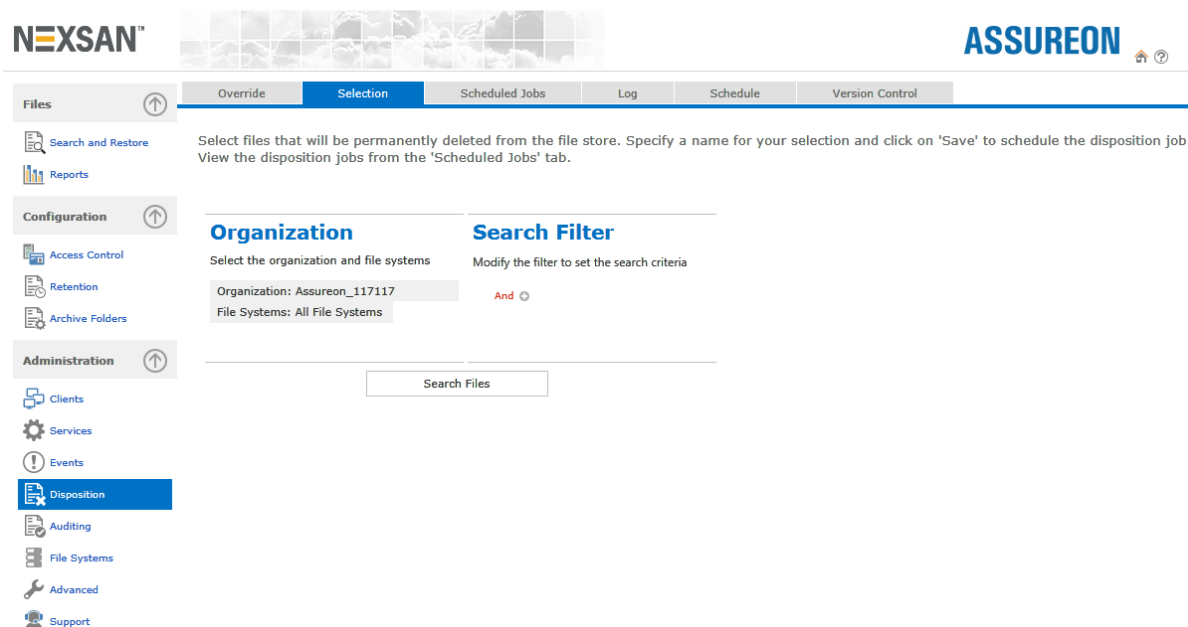 NEXSAN™
ASSUREON
Files
Search and Restore
Reports
Configuration
Access Control
Retention
Archive Folders
Administration
Clients
Services
Events
Disposition
Auditing
File Systems
Advanced
Support
Override Selection Scheduled Jobs Log Schedule Version Control
Select files that will be permanently deleted from the file store. Specify a name for your selection and click on 'Save' to schedule the disposition job
View the disposition jobs from the 'Scheduled Jobs' tab.
Organization
Select the organization and file systems
Organization: Assureon_117117
File Systems: All File Systems
Search Filter
Modify the filter to set the search criteria
And
Search Files